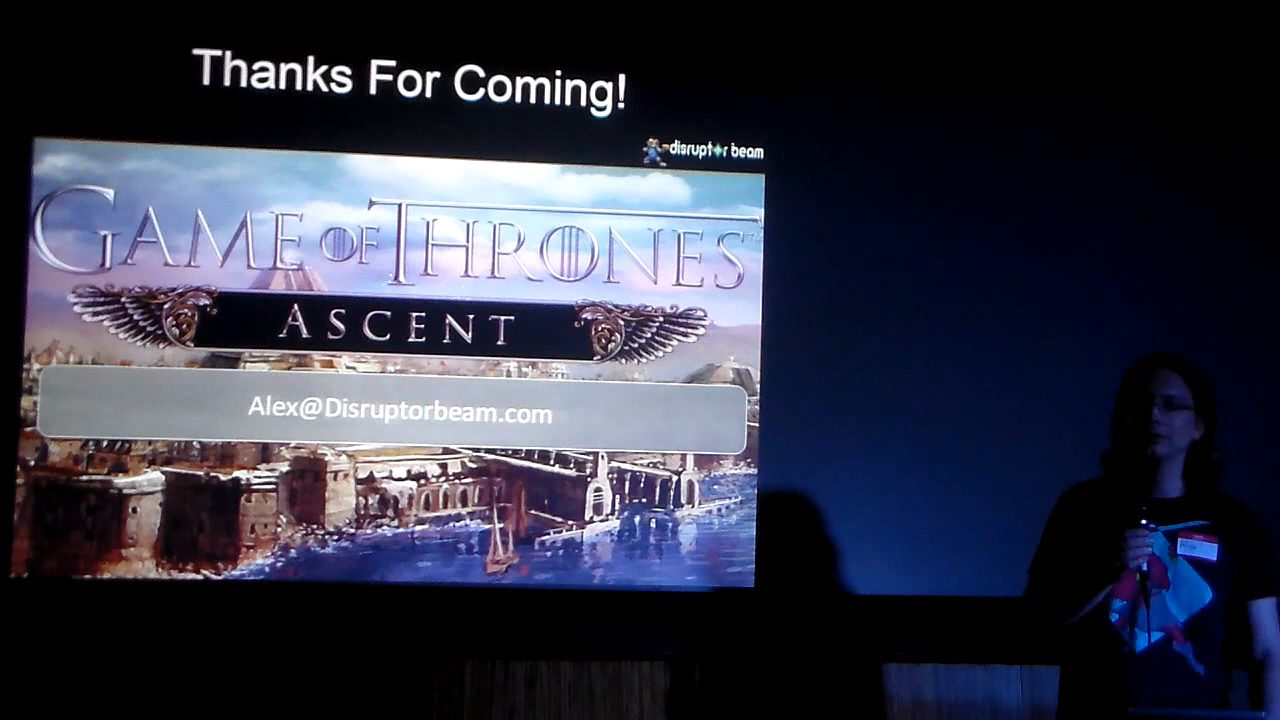 Thanks For Coming!
disruptor beam
GAME OF THRONES
ASCENT
Alex@Disruptorbeam.com